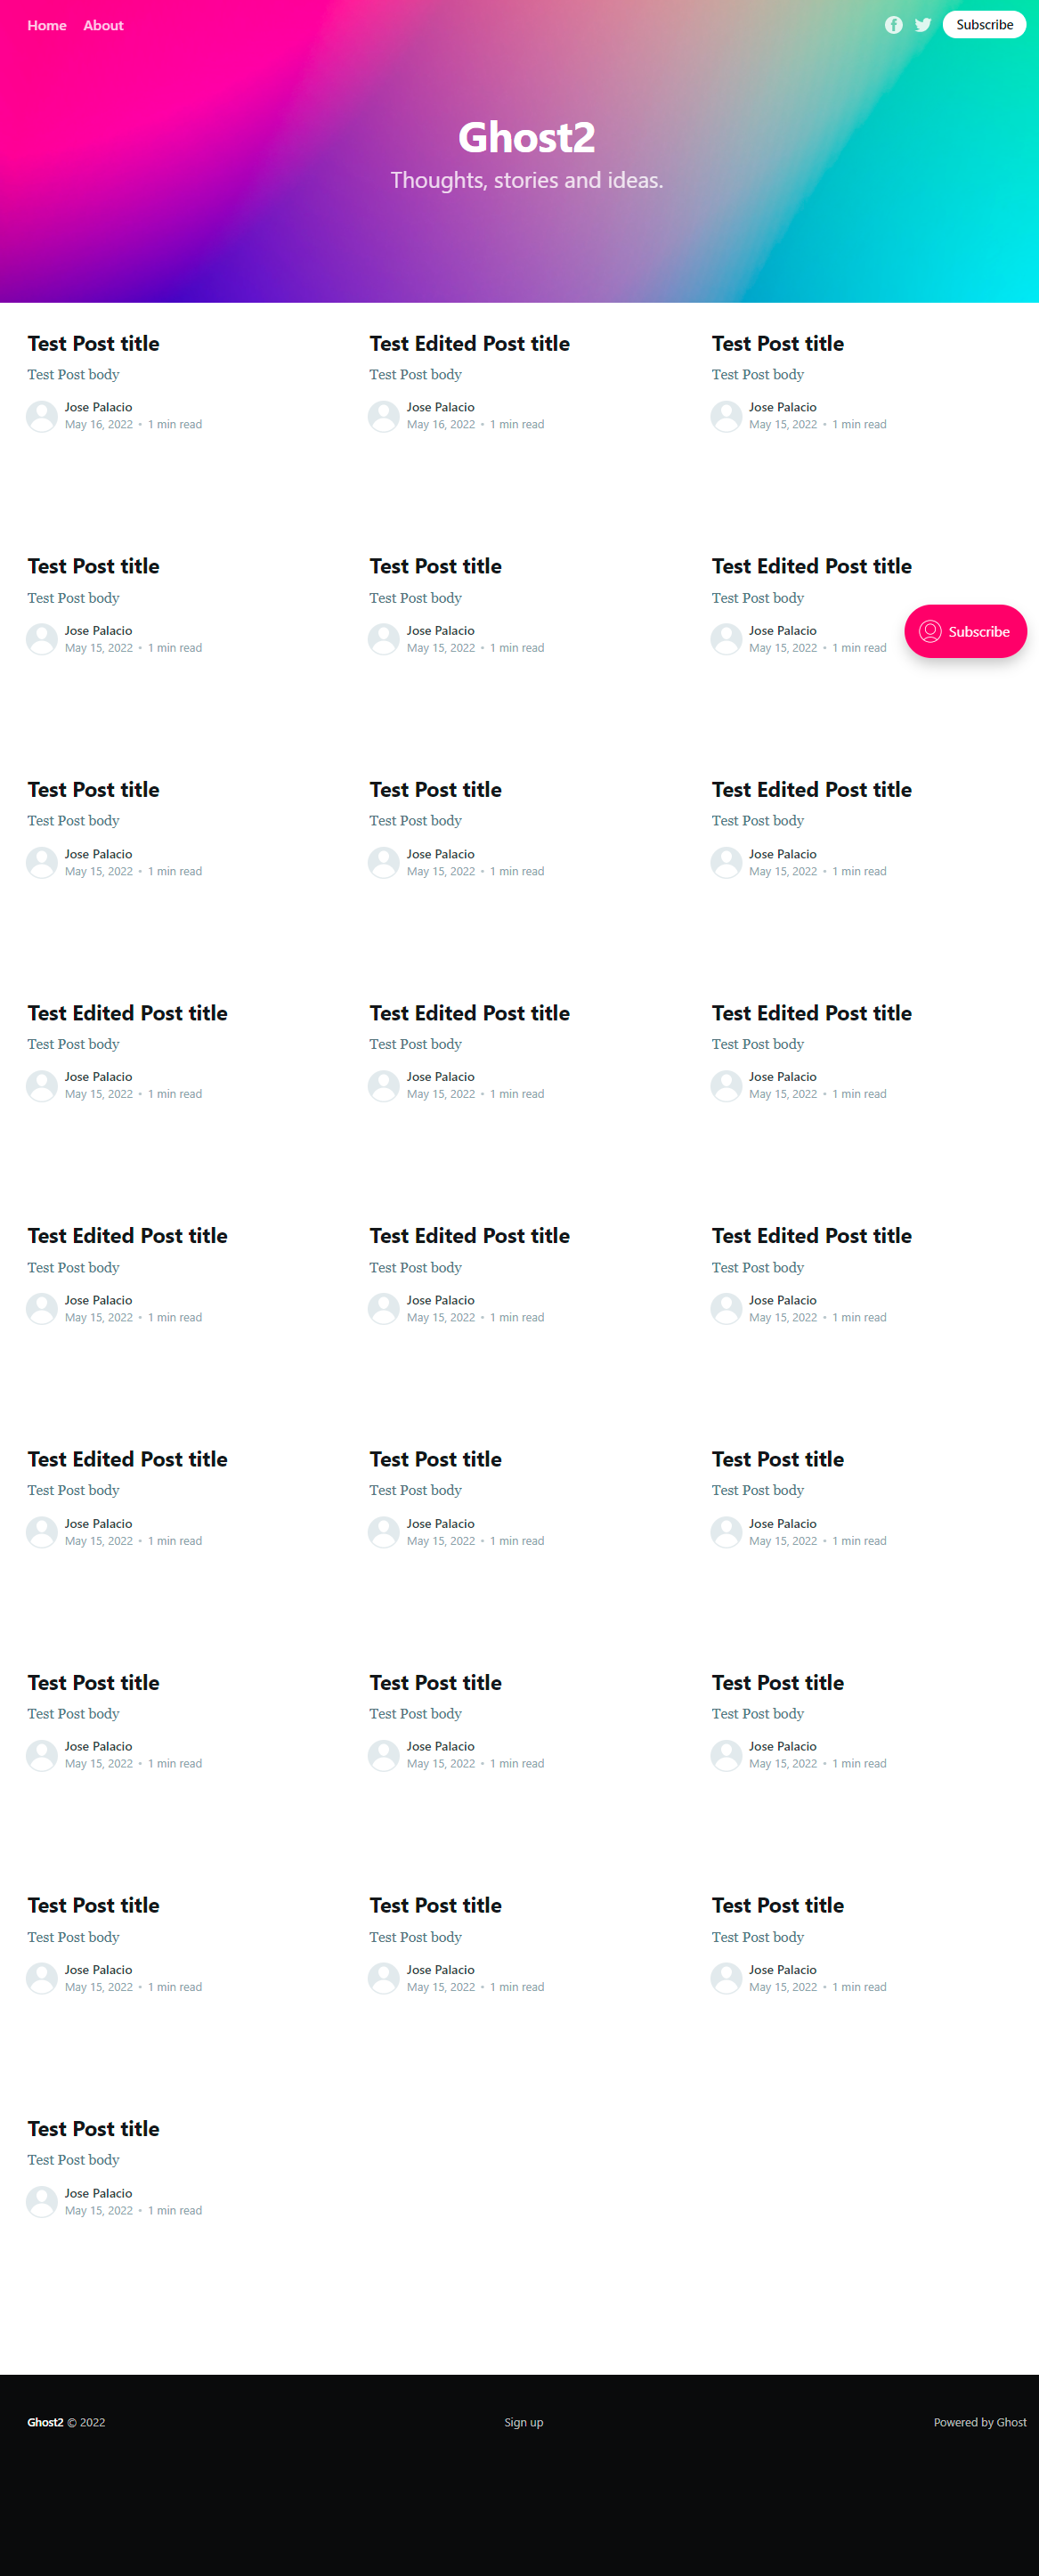 Home About Subscribe
Ghost2
Thoughts, stories and ideas.
Test Post title
Test Post body
Jose Palacio
May 16, 2022 • 1 min read
Test Edited Post title
Test Post body
Jose Palacio
May 16, 2022 • 1 min read
Test Post title
Test Post body
Jose Palacio
May 15, 2022 • 1 min read
Test Post title
Test Post body
Jose Palacio
May 15, 2022 • 1 min read
Test Post title
Test Post body
Jose Palacio
May 15, 2022 • 1 min read
Test Edited Post title
Test Post body
Jose Palacio
May 15, 2022 • 1 min read
Subscribe
Test Post title
Test Post body
Jose Palacio
May 15, 2022 • 1 min read
Test Post title
Test Post body
Jose Palacio
May 15, 2022 • 1 min read
Test Edited Post title
Test Post body
Jose Palacio
May 15, 2022 • 1 min read
Test Edited Post title
Test Post body
Jose Palacio
May 15, 2022 • 1 min read
Test Edited Post title
Test Post body
Jose Palacio
May 15, 2022 • 1 min read
Test Edited Post title
Test Post body
Jose Palacio
May 15, 2022 • 1 min read
Test Edited Post title
Test Post body
Jose Palacio
May 15, 2022 • 1 min read
Test Edited Post title
Test Post body
Jose Palacio
May 15, 2022 • 1 min read
Test Edited Post title
Test Post body
Jose Palacio
May 15, 2022 • 1 min read
Test Edited Post title
Test Post body
Jose Palacio
May 15, 2022 • 1 min read
Test Post title
Test Post body
Jose Palacio
May 15, 2022 • 1 min read
Test Post title
Test Post body
Jose Palacio
May 15, 2022 • 1 min read
Test Post title
Test Post body
Jose Palacio
May 15, 2022 • 1 min read
Test Post title
Test Post body
Jose Palacio
May 15, 2022 • 1 min read
Test Post title
Test Post body
Jose Palacio
May 15, 2022 • 1 min read
Test Post title
Test Post body
Jose Palacio
May 15, 2022 • 1 min read
Test Post title
Test Post body
Jose Palacio
May 15, 2022 • 1 min read
Test Post title
Test Post body
Jose Palacio
May 15, 2022 • 1 min read
Test Post title
Test Post body
Jose Palacio
May 15, 2022 • 1 min read
Ghost2 © 2022 Sign up Powered by Ghost